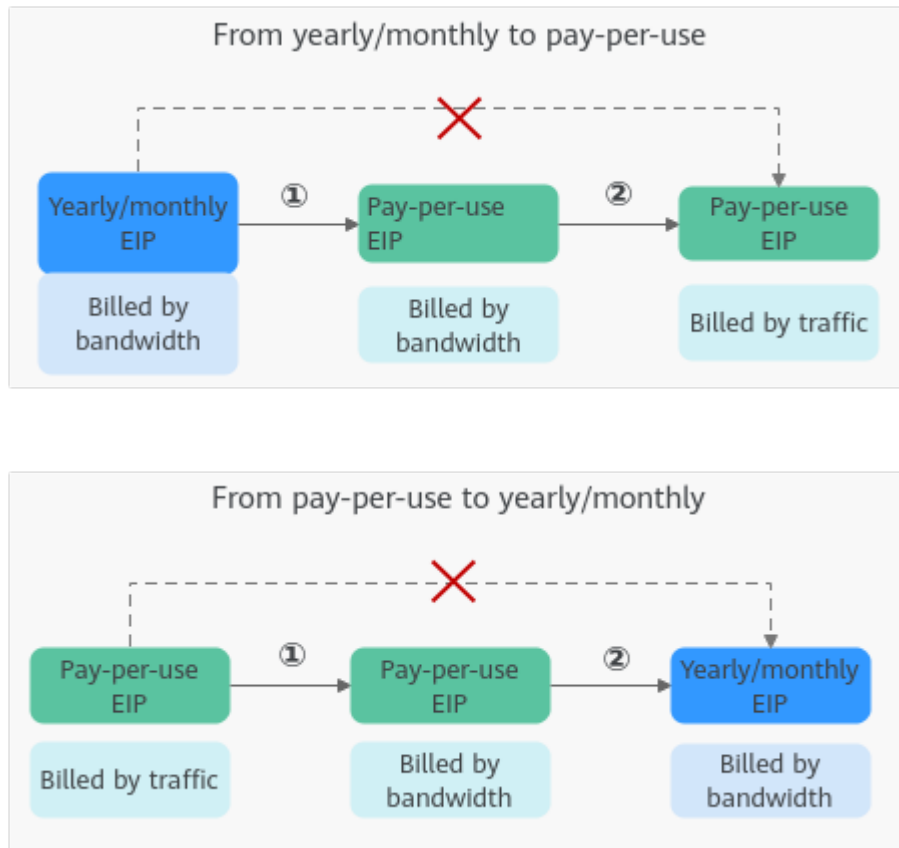 From yearly/monthly to pay-per-use
①
②
Yearly/monthly
EIP
Pay-per-use
EIP
Pay-per-use
EIP
Billed by
bandwidth
Billed by
bandwidth
Billed by traffic
From pay-per-use to yearly/monthly
①
②
Pay-per-use
EIP
Pay-per-use
EIP
Yearly/monthly
EIP
Billed by traffic
Billed by
bandwidth
Billed by
bandwidth